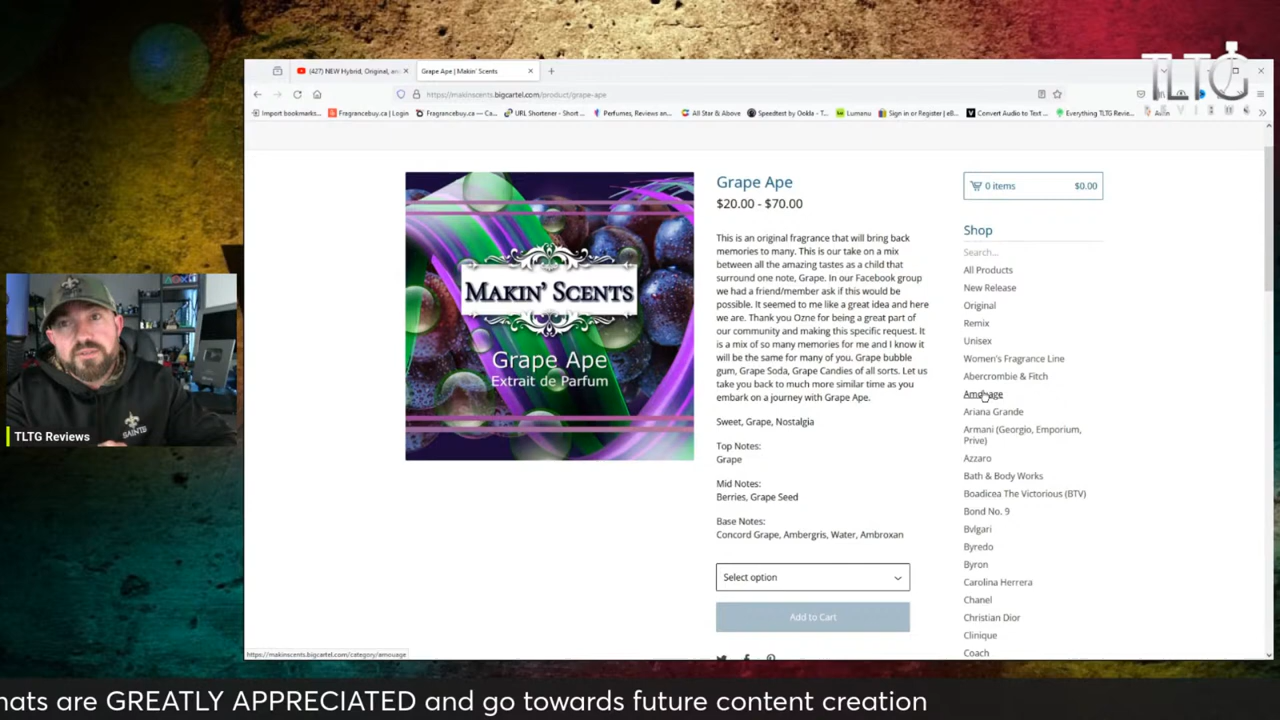 TLTG
(427) NEW Hybrid, Original, an
Grape Ape | Makin' Scents
https://makinscents.bigcartel.com/product/grape-ape
Import bookmarks...
Fragrancebuy.ca | Login
Fragrancebuy.ca — Ca...
URL Shortener - Short ...
Perfumes, Reviews an...
All Star & Above
Speedtest by Ookla - T...
Lumanu
Sign in or Register | eB...
Convert Audio to Text ...
Everything TLTG Revie...
Grape Ape
$20.00 - $70.00
This is an original fragrance that will bring back
memories to many. This is our take on a mix
between all the amazing tastes as a child that
surround one note, Grape. In our Facebook group
we had a friend/member ask if this would be
possible. It seemed to me like a great idea and here
we are. Thank you Ozne for being a great part of
our community and making this specific request. It
is a mix of so many memories for me and I know it
will be the same for many of you. Grape bubble
gum, Grape Soda, Grape Candies of all sorts. Let us
take you back to much more similar time as you
embark on a journey with Grape Ape.
Sweet, Grape, Nostalgia
Top Notes:
Grape
Mid Notes:
Berries, Grape Seed
Base Notes:
Concord Grape, Ambergris, Water, Ambroxan
Select option
Add to Cart
MAKIN' SCENTS
Grape Ape
Extrait de Parfum
0 items $0.00
Shop
Search...
All Products
New Release
Original
Remix
Unisex
Women's Fragrance Line
Abercrombie & Fitch
Amouage
Ariana Grande
Armani (Georgio, Emporium,
Prive)
Azzaro
Bath & Body Works
Boadicea The Victorious (BTV)
Bond No. 9
Bvlgari
Byredo
Byron
Carolina Herrera
Chanel
Christian Dior
Clinique
Coach
SAINTS
TLTG Reviews
https://makinscents.bigcartel.com/category/amouage
hats are GREATLY APPRECIATED and go towards future content creation